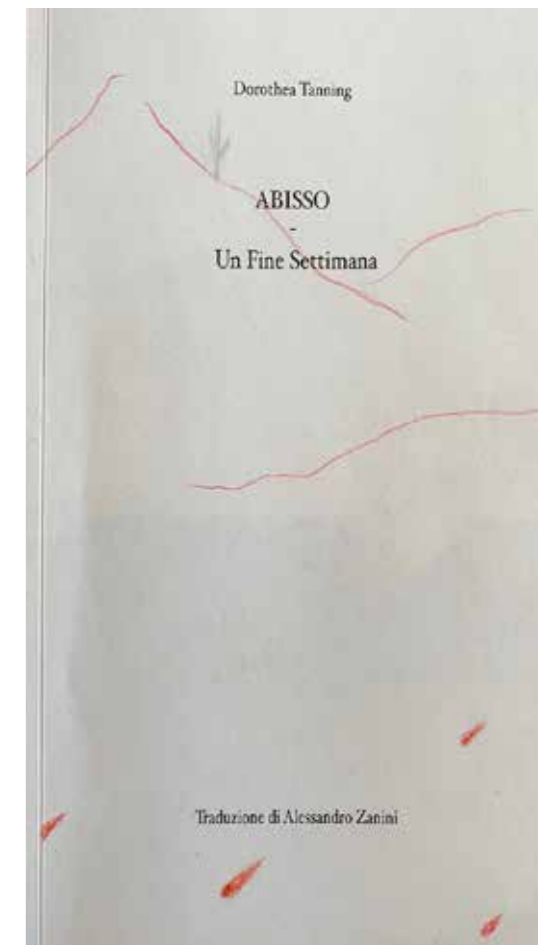 Dorothea Tanning
ABISSO
-
Un Fine Settimana
Traduzione di Alessandro Zanini